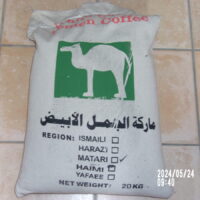 Coffee
ماركة الجمل الأبيض
REGION: ISMAILI
HARAZI
MATARI ✓
HAIMI
YAFAEE
NET WEIGHT: 20KG
2024/05/24
09:40